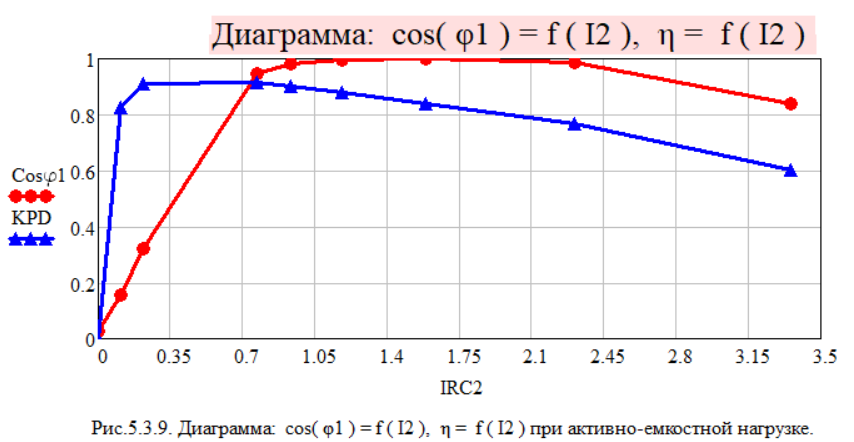 Диаграмма: cos( φ1 ) = f ( I2 ), η = f ( I2 )
1
0.8
0.6
Cosφ1
KPD
0.4
0.2
0
0 0.35 0.7 1.05 1.4 1.75 2.1 2.45 2.8 3.15 3.5
IRC2
Рис.5.3.9. Диаграмма: cos( φ1 ) = f ( I2 ), η = f ( I2 ) при активно-емкостной нагрузке.